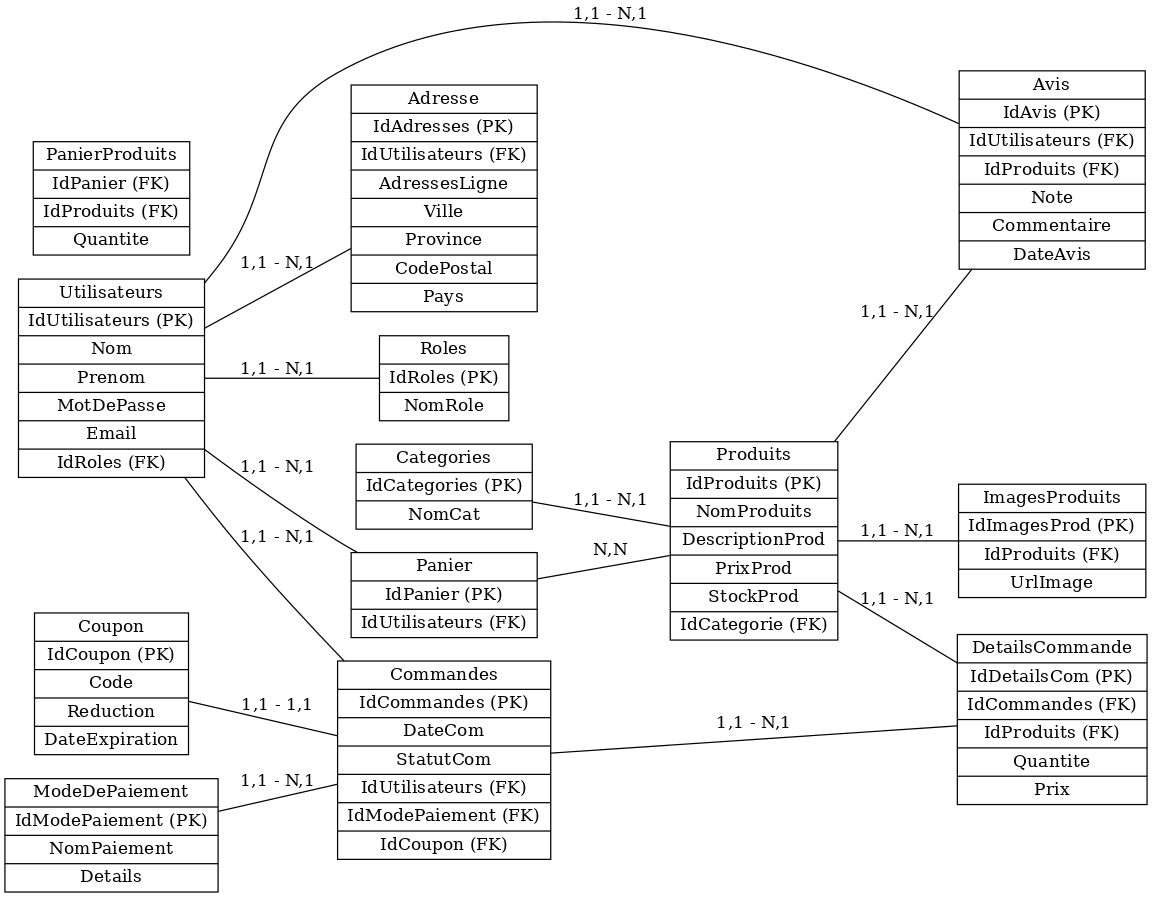 1,1 - N,1
PanierProduits
IdPanier (FK)
IdProduits (FK)
Quantite
Utilisateurs
IdUtilisateurs (PK)
Nom
Prenom
MotDePasse
Email
IdRoles (FK)
Coupon
IdCoupon (PK)
Code
Reduction
DateExpiration
ModeDePaiement
IdModePaiement (PK)
NomPaiement
Details
1,1 - N,1
1,1 - N,1
1,1 - N,1
1,1 - N,1
1,1 - 1,1
1,1 - N,1
Adresse
IdAdresses (PK)
IdUtilisateurs (FK)
AdressesLigne
Ville
Province
CodePostal
Pays
Roles
IdRoles (PK)
NomRole
Categories
IdCategories (PK)
NomCat
Panier
IdPanier (PK)
IdUtilisateurs (FK)
Commandes
IdCommandes (PK)
DateCom
StatutCom
IdUtilisateurs (FK)
IdModePaiement (FK)
IdCoupon (FK)
1,1 - N,1
N,N
Produits
IdProduits (PK)
NomProduits
DescriptionProd
PrixProd
StockProd
IdCategorie (FK)
1,1 - N,1
1,1 - N,1
1,1 - N,1
1,1 - N,1
Avis
IdAvis (PK)
IdUtilisateurs (FK)
IdProduits (FK)
Note
Commentaire
DateAvis
ImagesProduits
IdImagesProd (PK)
IdProduits (FK)
UrlImage
DetailsCommande
IdDetailsCom (PK)
IdCommandes (FK)
IdProduits (FK)
Quantite
Prix